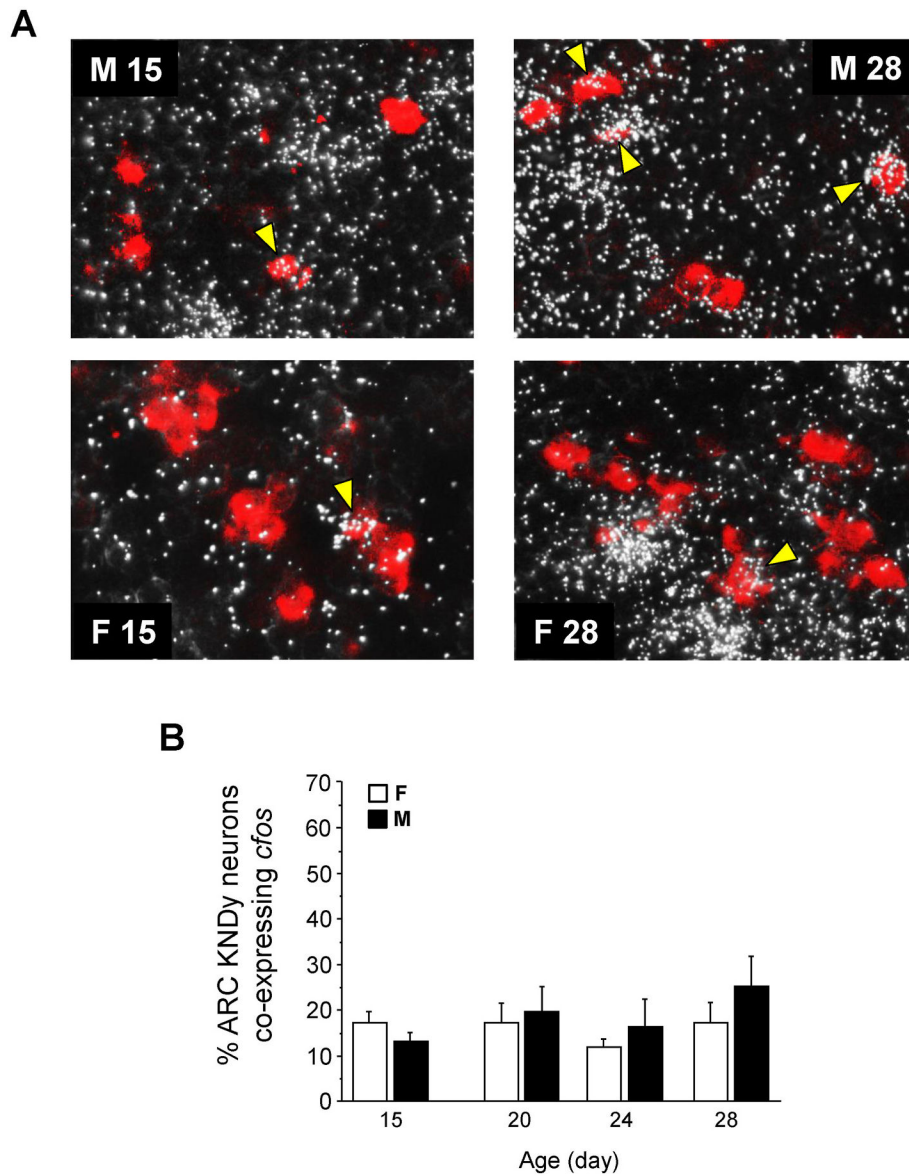 A
M 15
M 28
F 15
F 28
B
% ARC KNDy neurons
co-expressing cfos
70
60
50
40
30
20
10
0
F
M
15 20 24 28
Age (day)